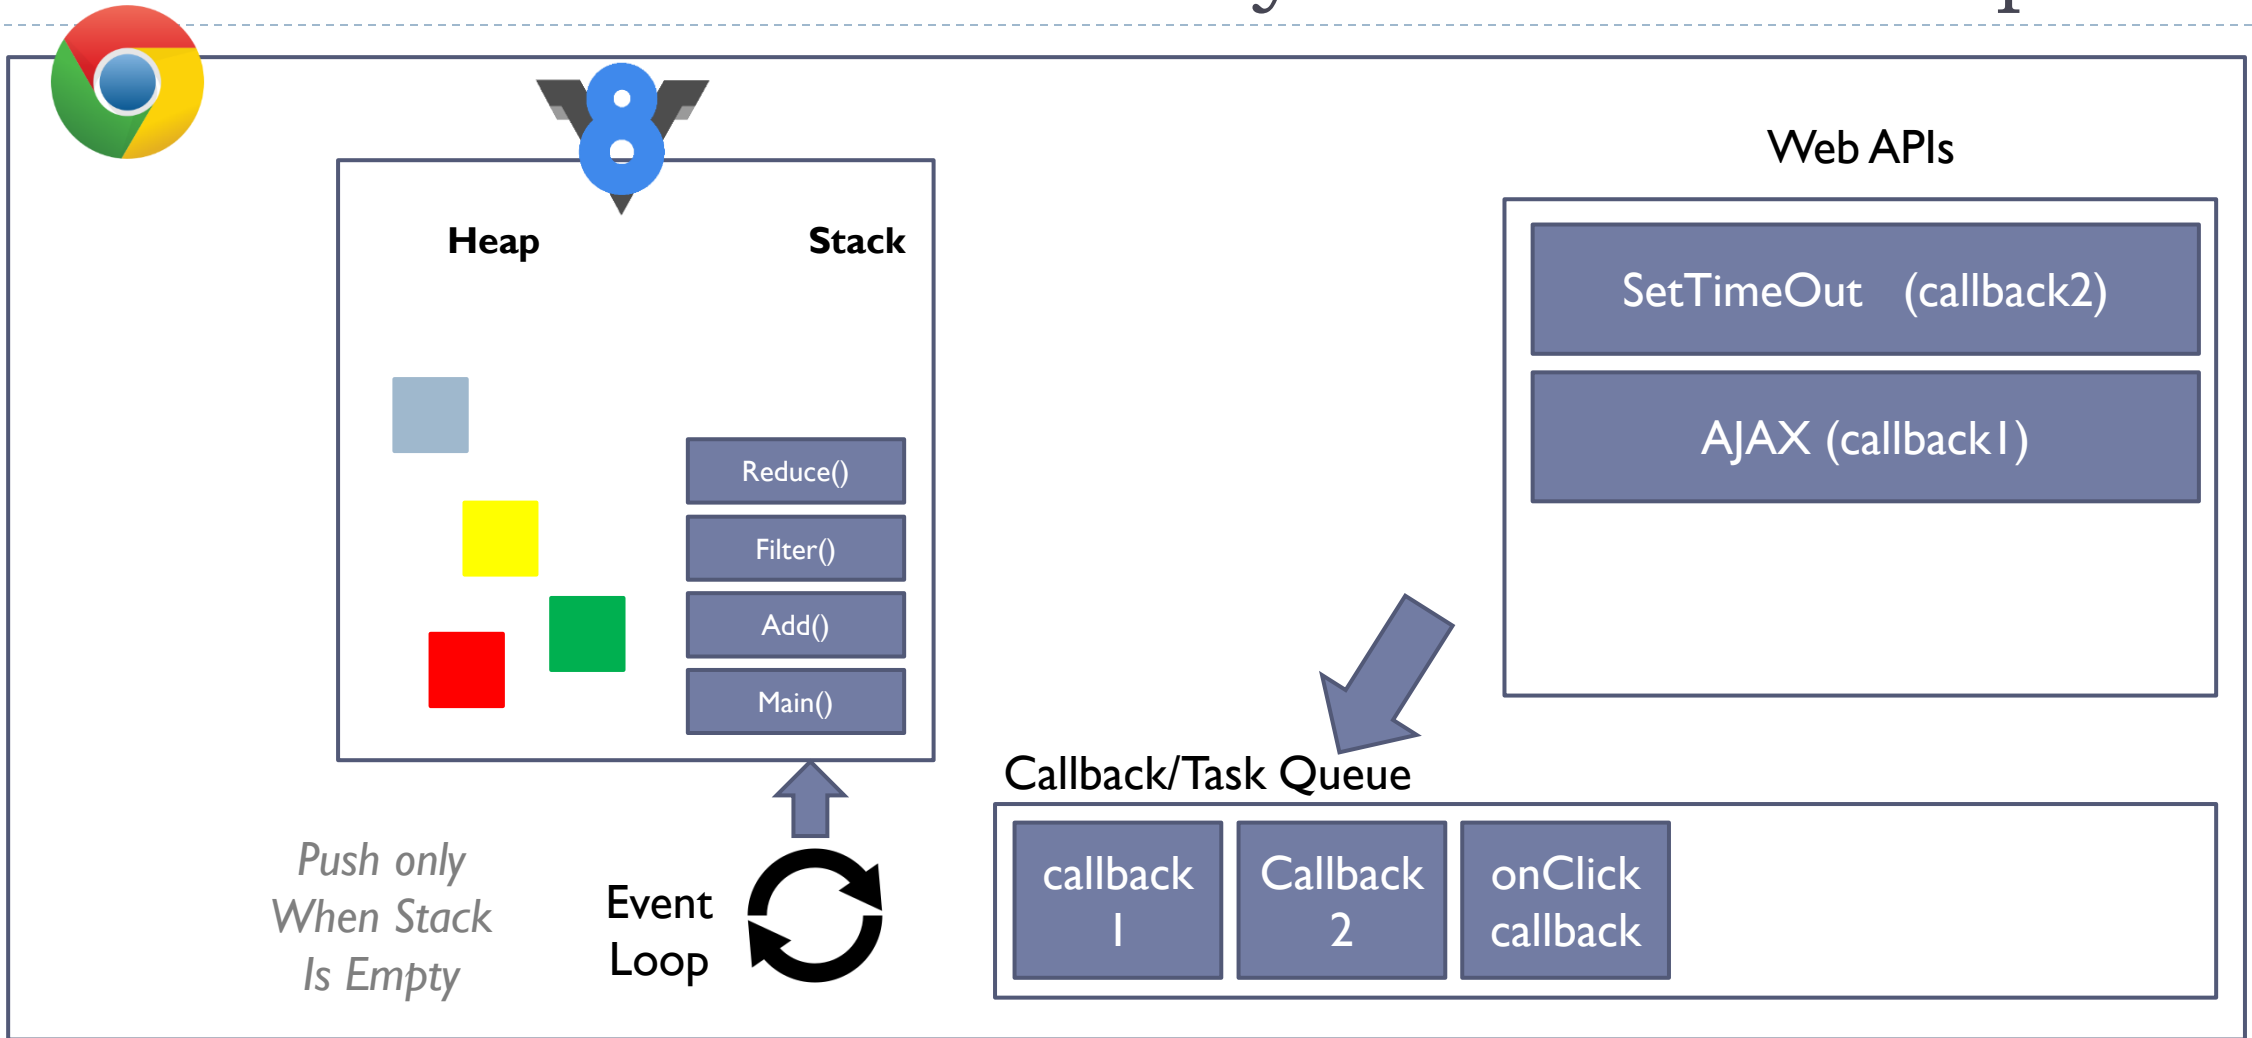 8
Heap
Stack
Reduce()
Filter()
Add()
Main()
Web APIs
SetTimeOut (callback2)
AJAX (callback1)
Callback/Task Queue
callback
1
Callback
2
onClick
callback
Push only
When Stack
Is Empty
Event
Loop